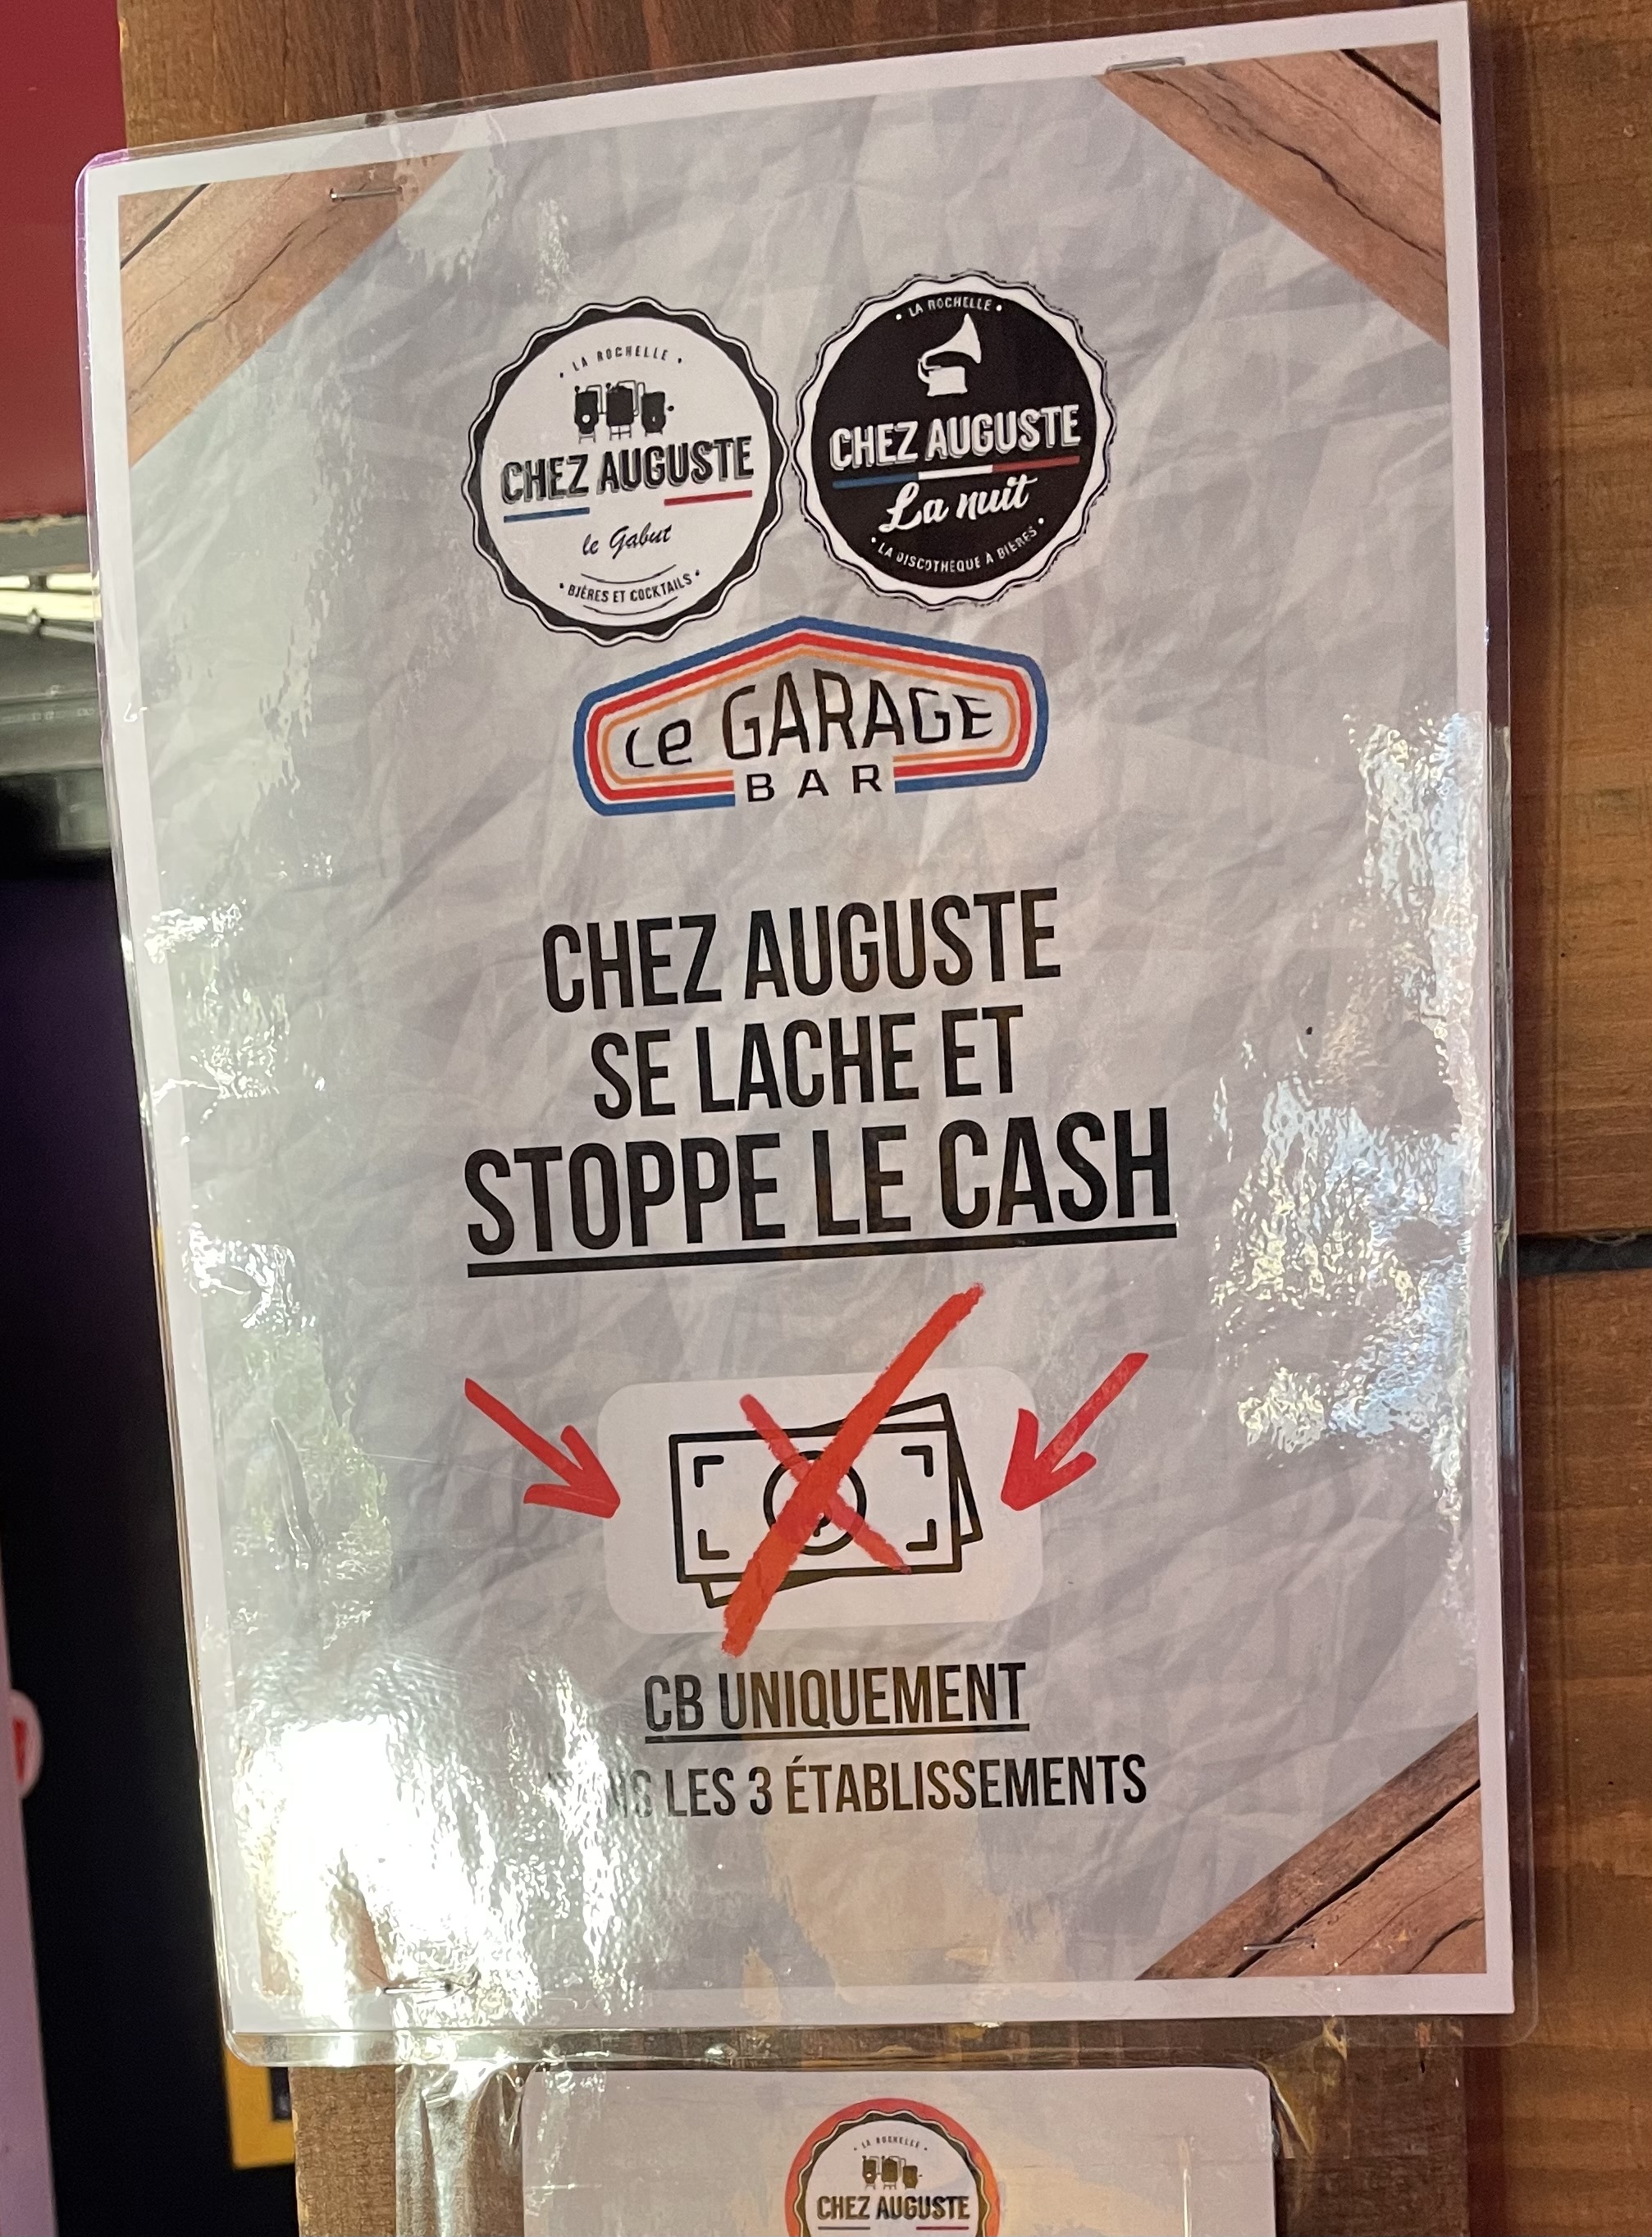 • LA ROCHELLE •
CHEZ AUGUSTE
le Gabut
• BIÈRES ET COCKTAILS •
• LA ROCHELLE •
CHEZ AUGUSTE
La nuit
• LA DISCOTHÈQUE À BIÈRES •
Le GARAGE
BAR
CHEZ AUGUSTE
SE LACHE ET
STOPPE LE CASH
CB UNIQUEMENT
LES 3 ÉTABLISSEMENTS
• LA ROCHELLE •
CHEZ AUGUSTE